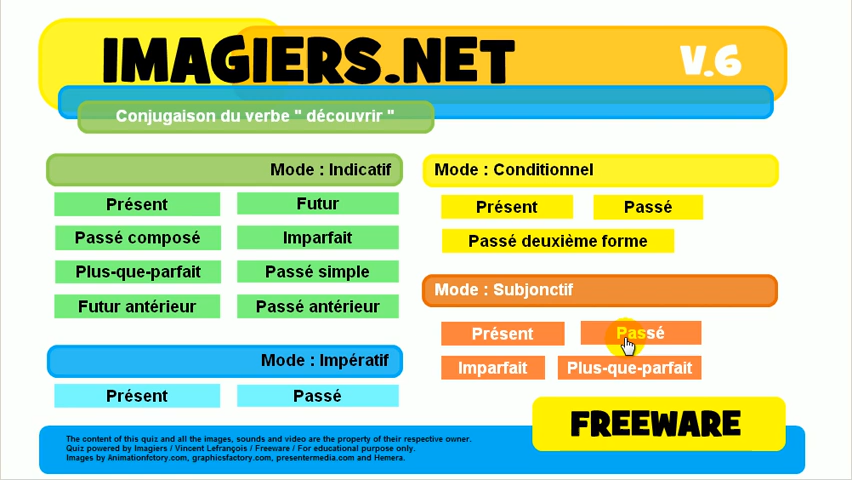 IMAGIERS.NET
V.6
Conjugaison du verbe " découvrir "
Mode : Indicatif
Présent
Futur
Passé composé
Imparfait
Plus-que-parfait
Passé simple
Futur antérieur
Passé antérieur
Mode : Impératif
Présent
Passé
Mode : Conditionnel
Présent
Passé
Passé deuxième forme
Mode : Subjonctif
Présent
Passé
Imparfait
Plus-que-parfait
FREEWARE
The content of this quiz and all the images, sounds and video are the property of their respective owner.
Quiz powered by Imagiers / Vincent Lefrançois / Freeware / For educational purpose only.
Images by Animationfctory.com, graphicsfactory.com, presentermedia.com and Hemera.